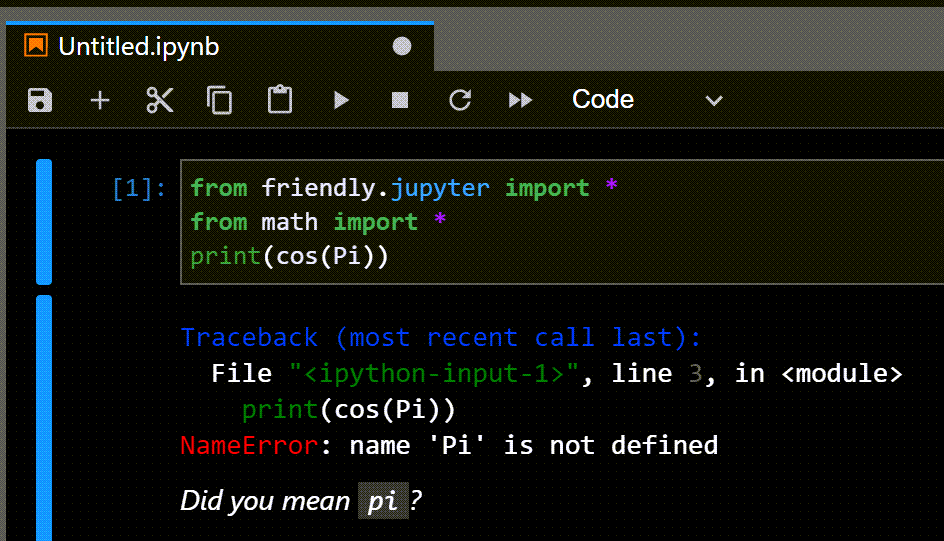 Untitled.ipynb
Code
[1]:
from friendly.jupyter import *
from math import *
print(cos(Pi))
Traceback (most recent call last):
File "<ipython-input-1>", line 3, in <module>
print(cos(Pi))
NameError: name 'Pi' is not defined
Did you mean pi?